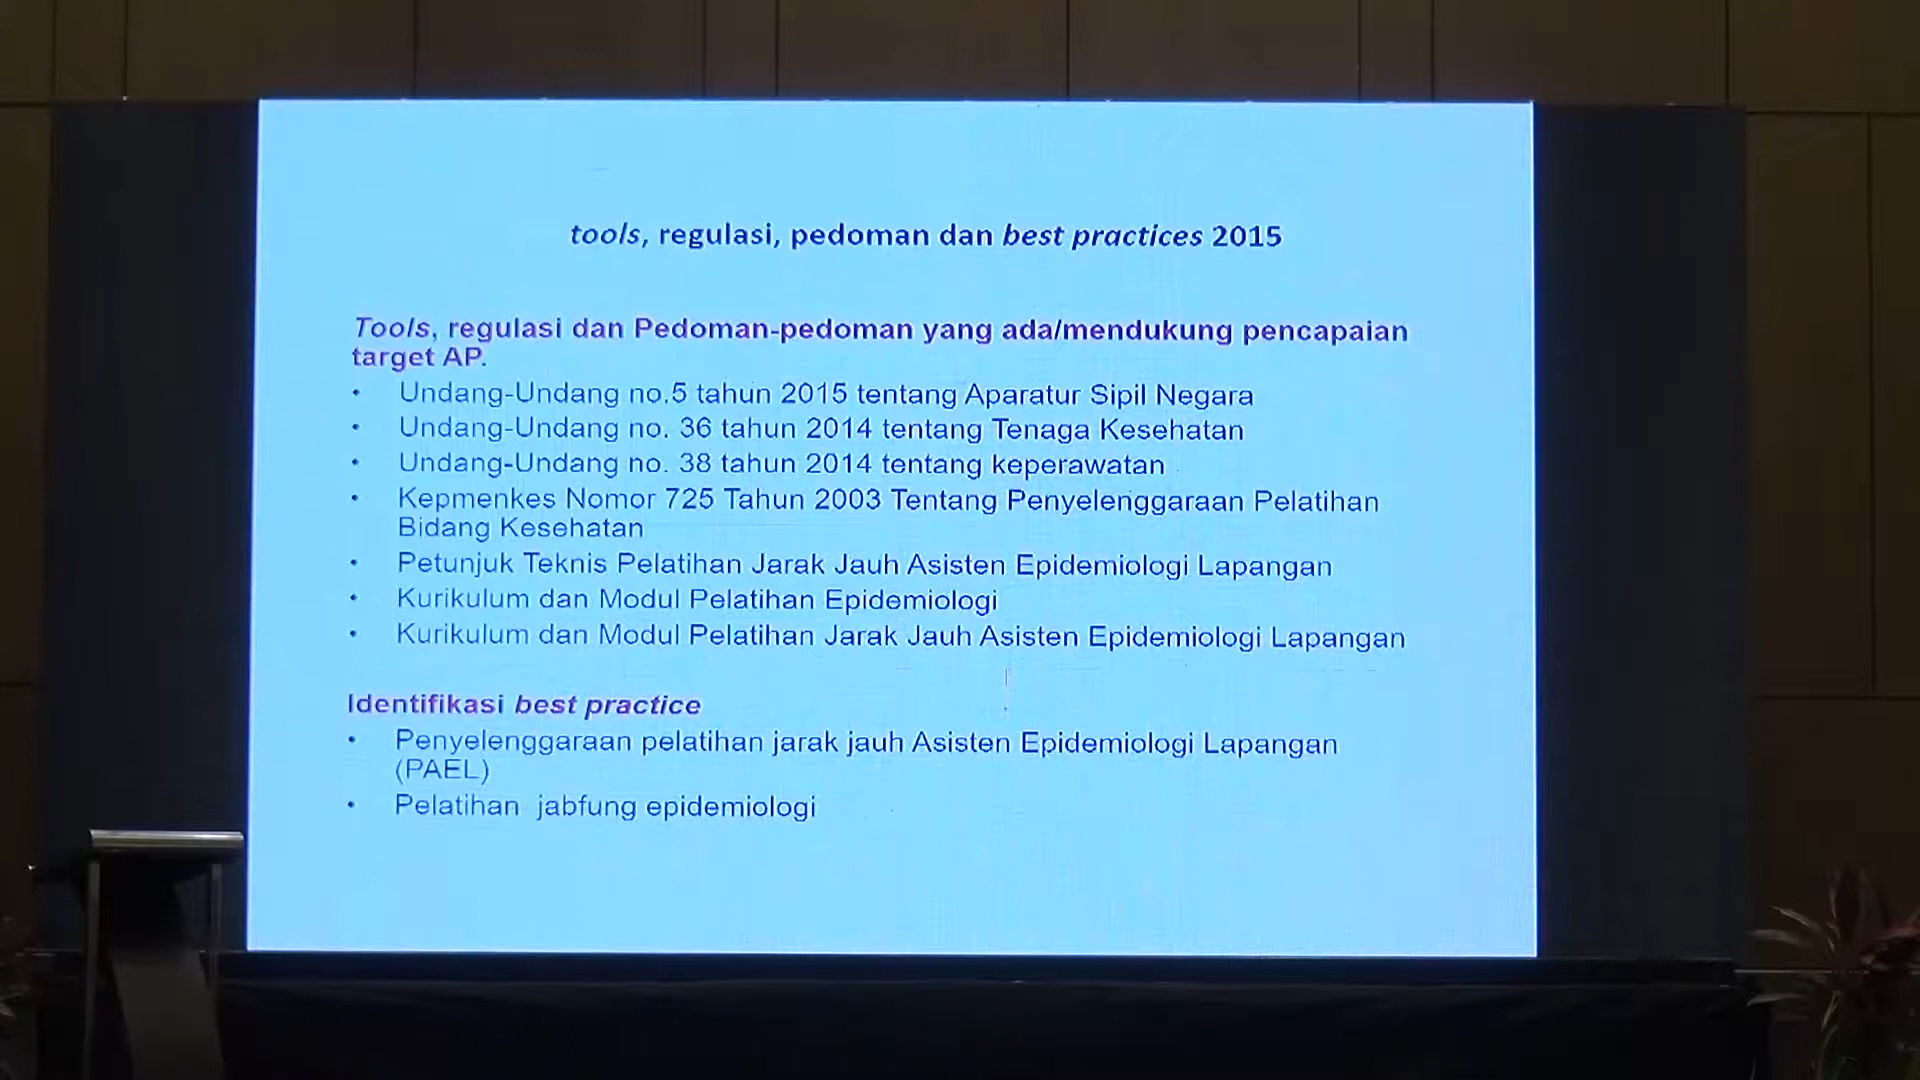 tools, regulasi, pedoman dan best practices 2015
Tools, regulasi dan Pedoman-pedoman yang ada/mendukung pencapaian
target AP.
• Undang-Undang no.5 tahun 2015 tentang Aparatur Sipil Negara
• Undang-Undang no. 36 tahun 2014 tentang Tenaga Kesehatan
• Undang-Undang no. 38 tahun 2014 tentang keperawatan
• Kepmenkes Nomor 725 Tahun 2003 Tentang Penyelenggaraan Pelatihan
Bidang Kesehatan
• Petunjuk Teknis Pelatihan Jarak Jauh Asisten Epidemiologi Lapangan
• Kurikulum dan Modul Pelatihan Epidemiologi
• Kurikulum dan Modul Pelatihan Jarak Jauh Asisten Epidemiologi Lapangan
Identifikasi best practice
• Penyelenggaraan pelatihan jarak jauh Asisten Epidemiologi Lapangan
(PAEL)
• Pelatihan jabfung epidemiologi